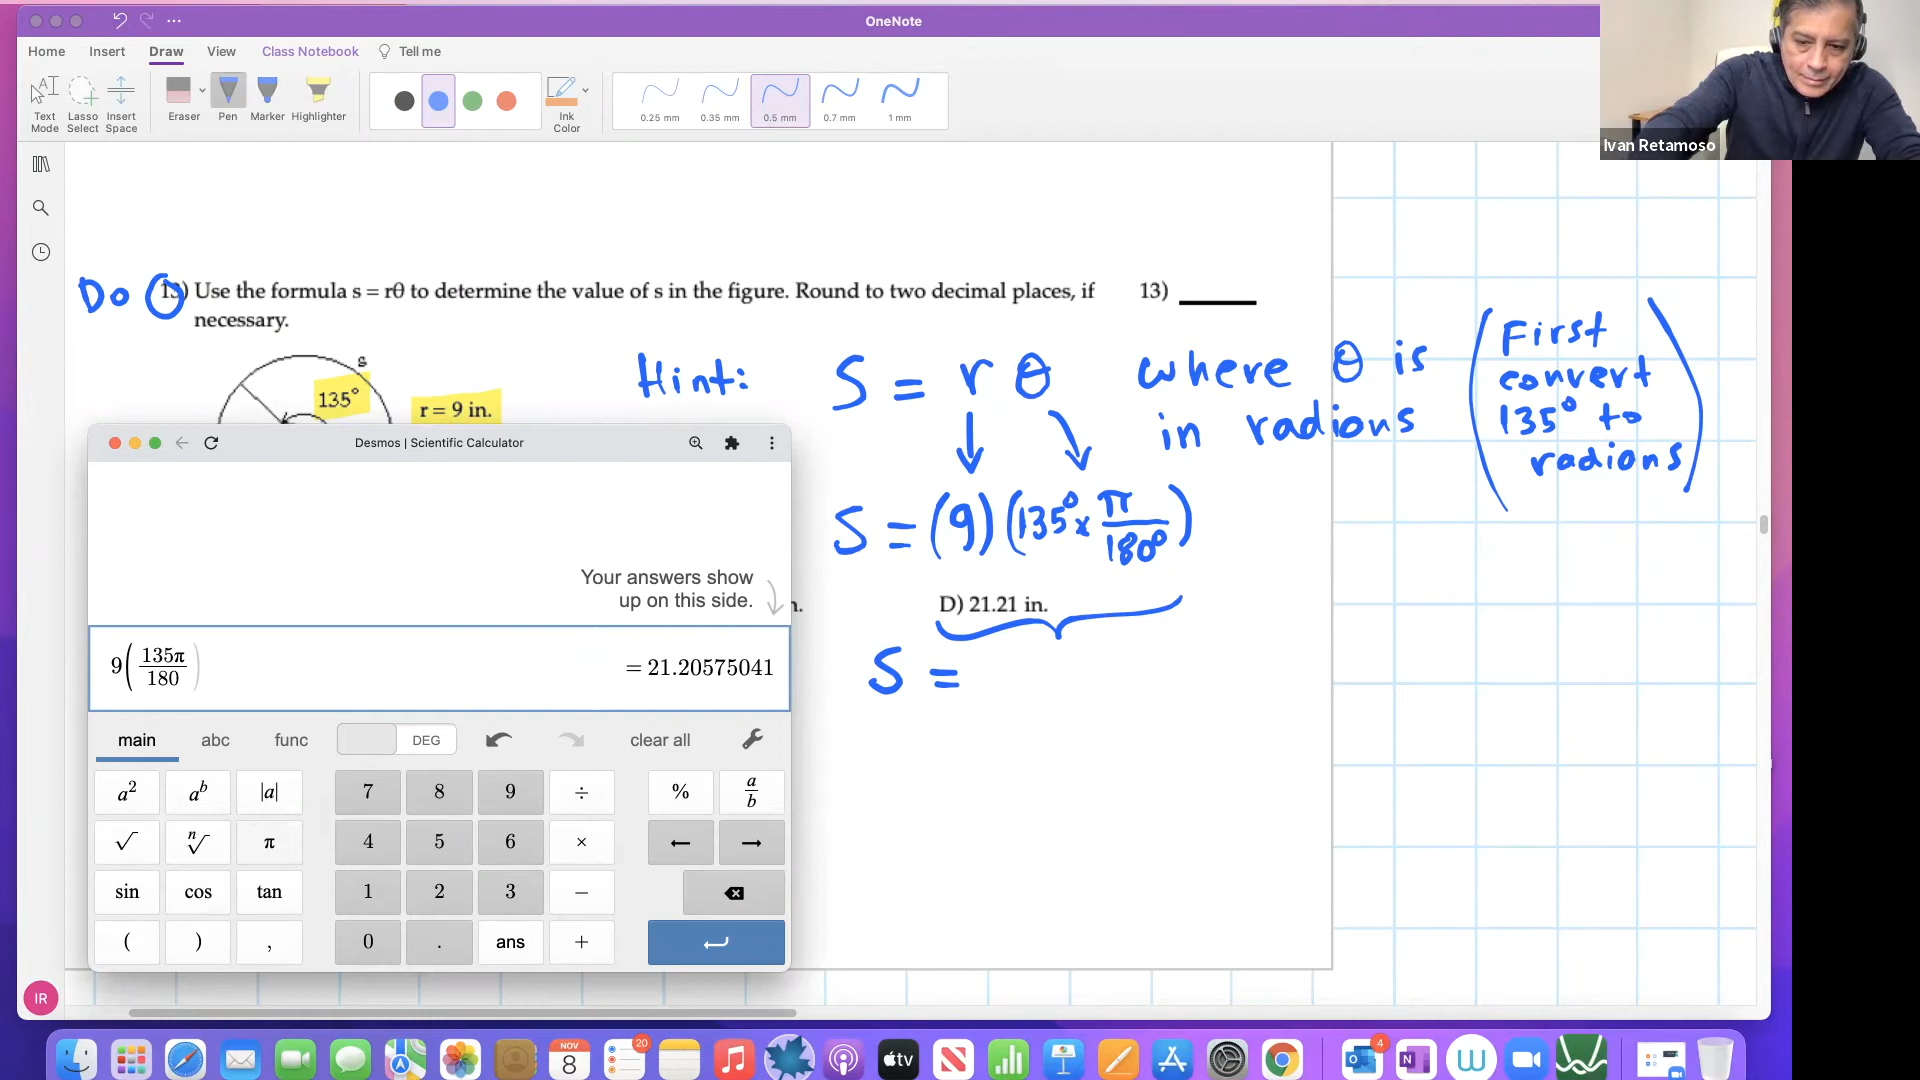 OneNote
Home Insert Draw View Class Notebook Tell me
Text Mode
Lasso Select
Insert Space
Eraser
Pen
Marker
Highlighter
Ink Color
0.25 mm
0.35 mm
0.5 mm
0.7 mm
1 mm
Ivan Retamoso
Do 13) Use the formula s = rθ to determine the value of s in the figure. Round to two decimal places, if 13)
necessary.
s
135°
r = 9 in.
Hint: S = r θ where θ is
in radians
(First
convert
135° to
radians)
S = (9)(135° x π/180°)
D) 21.21 in.
S =
Desmos | Scientific Calculator
Your answers show
up on this side.
n.
9(135π/180) = 21.20575041
main abc func DEG clear all
a² aᵇ |a| 7 8 9 ÷ % a/b
√ ⁿ√ π 4 5 6 × ← →
sin cos tan 1 2 3 −
( ) , 0 . ans +
IR
20
NOV
8
tv
4
N
W